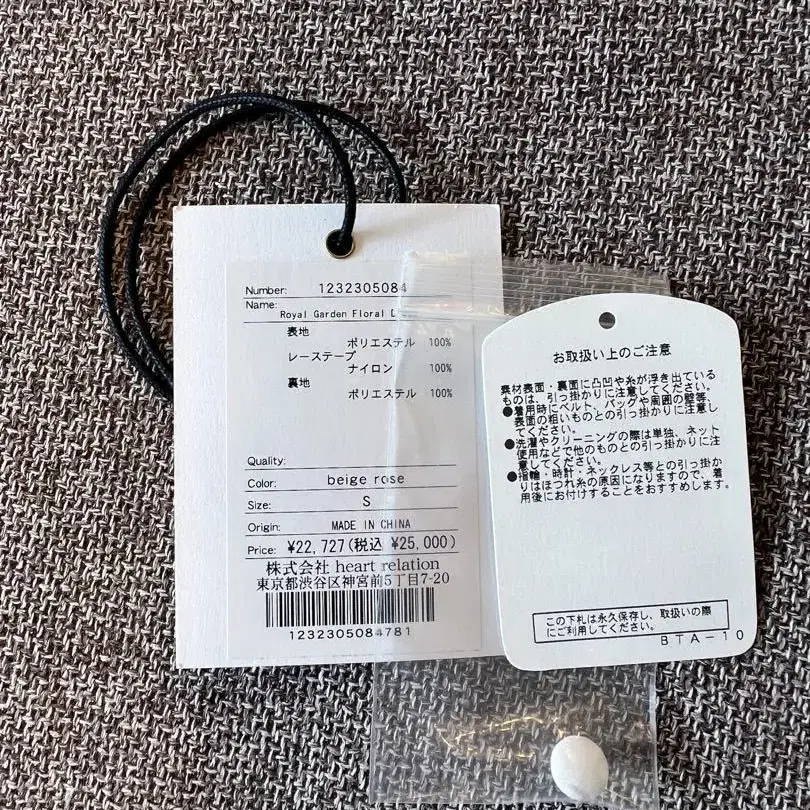 Number: 1232305084
Name:
Royal Garden Floral
表地
ポリエステル 100%
レーステープ
ナイロン 100%
裏地
ポリエステル 100%
Quality:
Color: beige rose
Size: S
Origin: MADE IN CHINA
Price: ¥22,727(税込 ¥25,000)
株式会社 heart relation
東京都渋谷区神宮前5丁目7-20
1232305084781
お取扱い上のご注意
素材表面・裏面に凸凹や糸が浮き出ている
ものは、引っ掛かりに注意してください。
●着用時にベルト、バッグや周囲の壁等、
表面の粗いものとの引っ掛かりに注意し
てください。
●洗濯やクリーニングの際は単独、ネット
使用などで他のものとの引っ掛かりに注
意してください。
●指輪・時計・ネックレス等との引っ掛か
りはほつれ糸の原因になりますので、着
用後にお付けすることをおすすめします。
この下札は永久保存し、取扱いの際
にご利用してください。
BTA-10